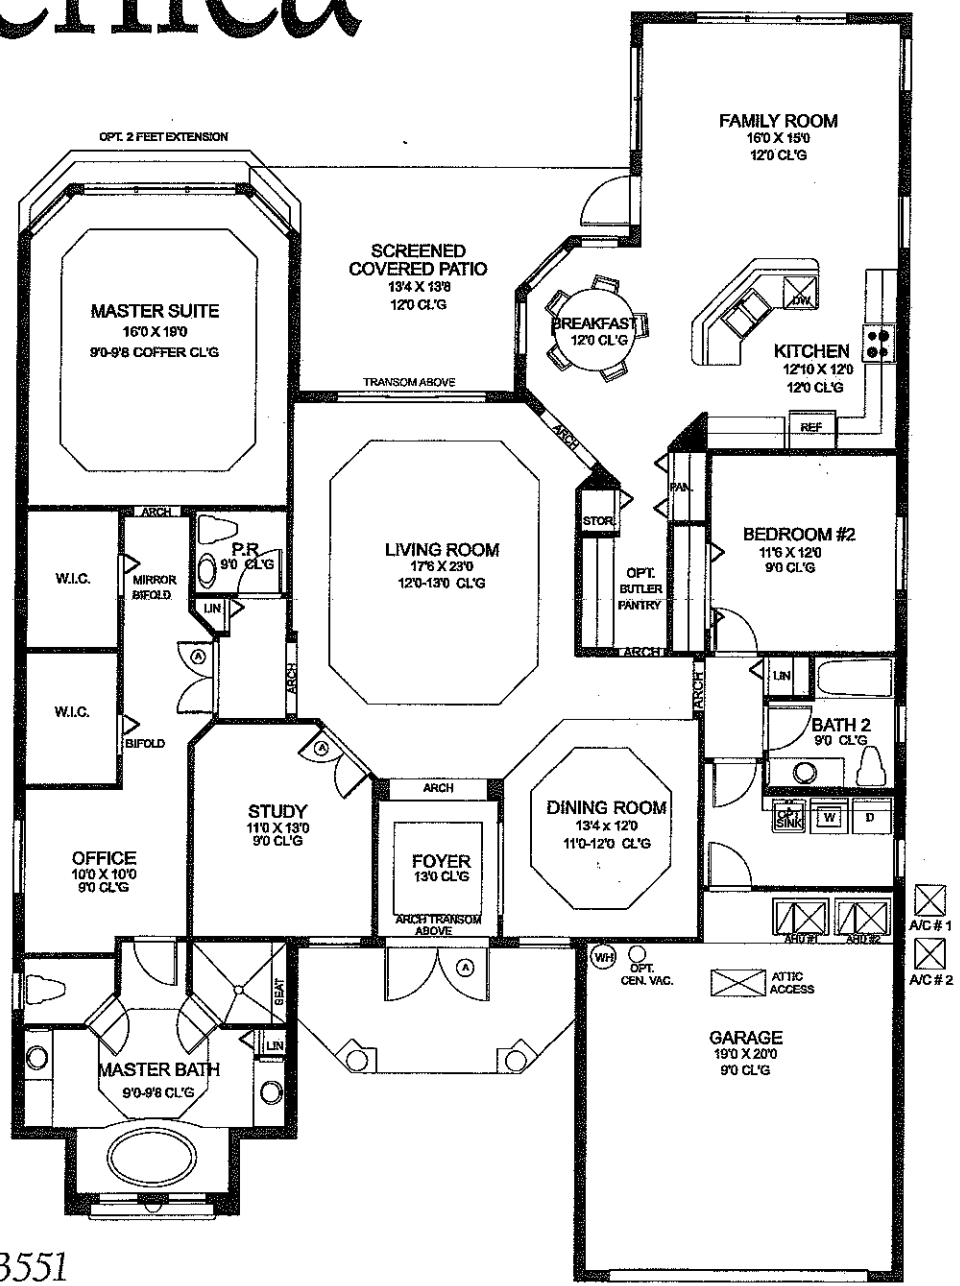 OPT. 2 FEET EXTENSION
FAMILY ROOM
16'0 X 15'0
12'0 CL'G
SCREENED
COVERED PATIO
13'4 X 13'8
12'0 CL'G
MASTER SUITE
16'0 X 19'0
9'0-9'8 COFFER CL'G
BREAKFAST
12'0 CL'G
DW
KITCHEN
12'10 X 12'0
12'0 CL'G
TRANSOM ABOVE
REF
ARCH
PAN.
STOR.
ARCH
P.R.
9'0 CL'G
W.I.C.
MIRROR
BIFOLD
LIVING ROOM
17'6 X 23'0
12'0-13'0 CL'G
OPT.
BUTLER
PANTRY
BEDROOM #2
11'6 X 12'0
9'0 CL'G
LIN
A
ARCH
ARCH
ARCH
LIN
W.I.C.
BIFOLD
BATH 2
9'0 CL'G
A
ARCH
STUDY
11'0 X 13'0
9'0 CL'G
DINING ROOM
13'4 x 12'0
11'0-12'0 CL'G
OPT.
SINK
W
D
OFFICE
10'0 X 10'0
9'0 CL'G
FOYER
13'0 CL'G
ARCH TRANSOM
ABOVE
AHU #1
AHU #2
A/C # 1
A/C # 2
A
WH
OPT.
CEN. VAC.
ATTIC
ACCESS
SEAT
LIN
GARAGE
19'0 X 20'0
9'0 CL'G
MASTER BATH
9'0-9'8 CL'G
3551